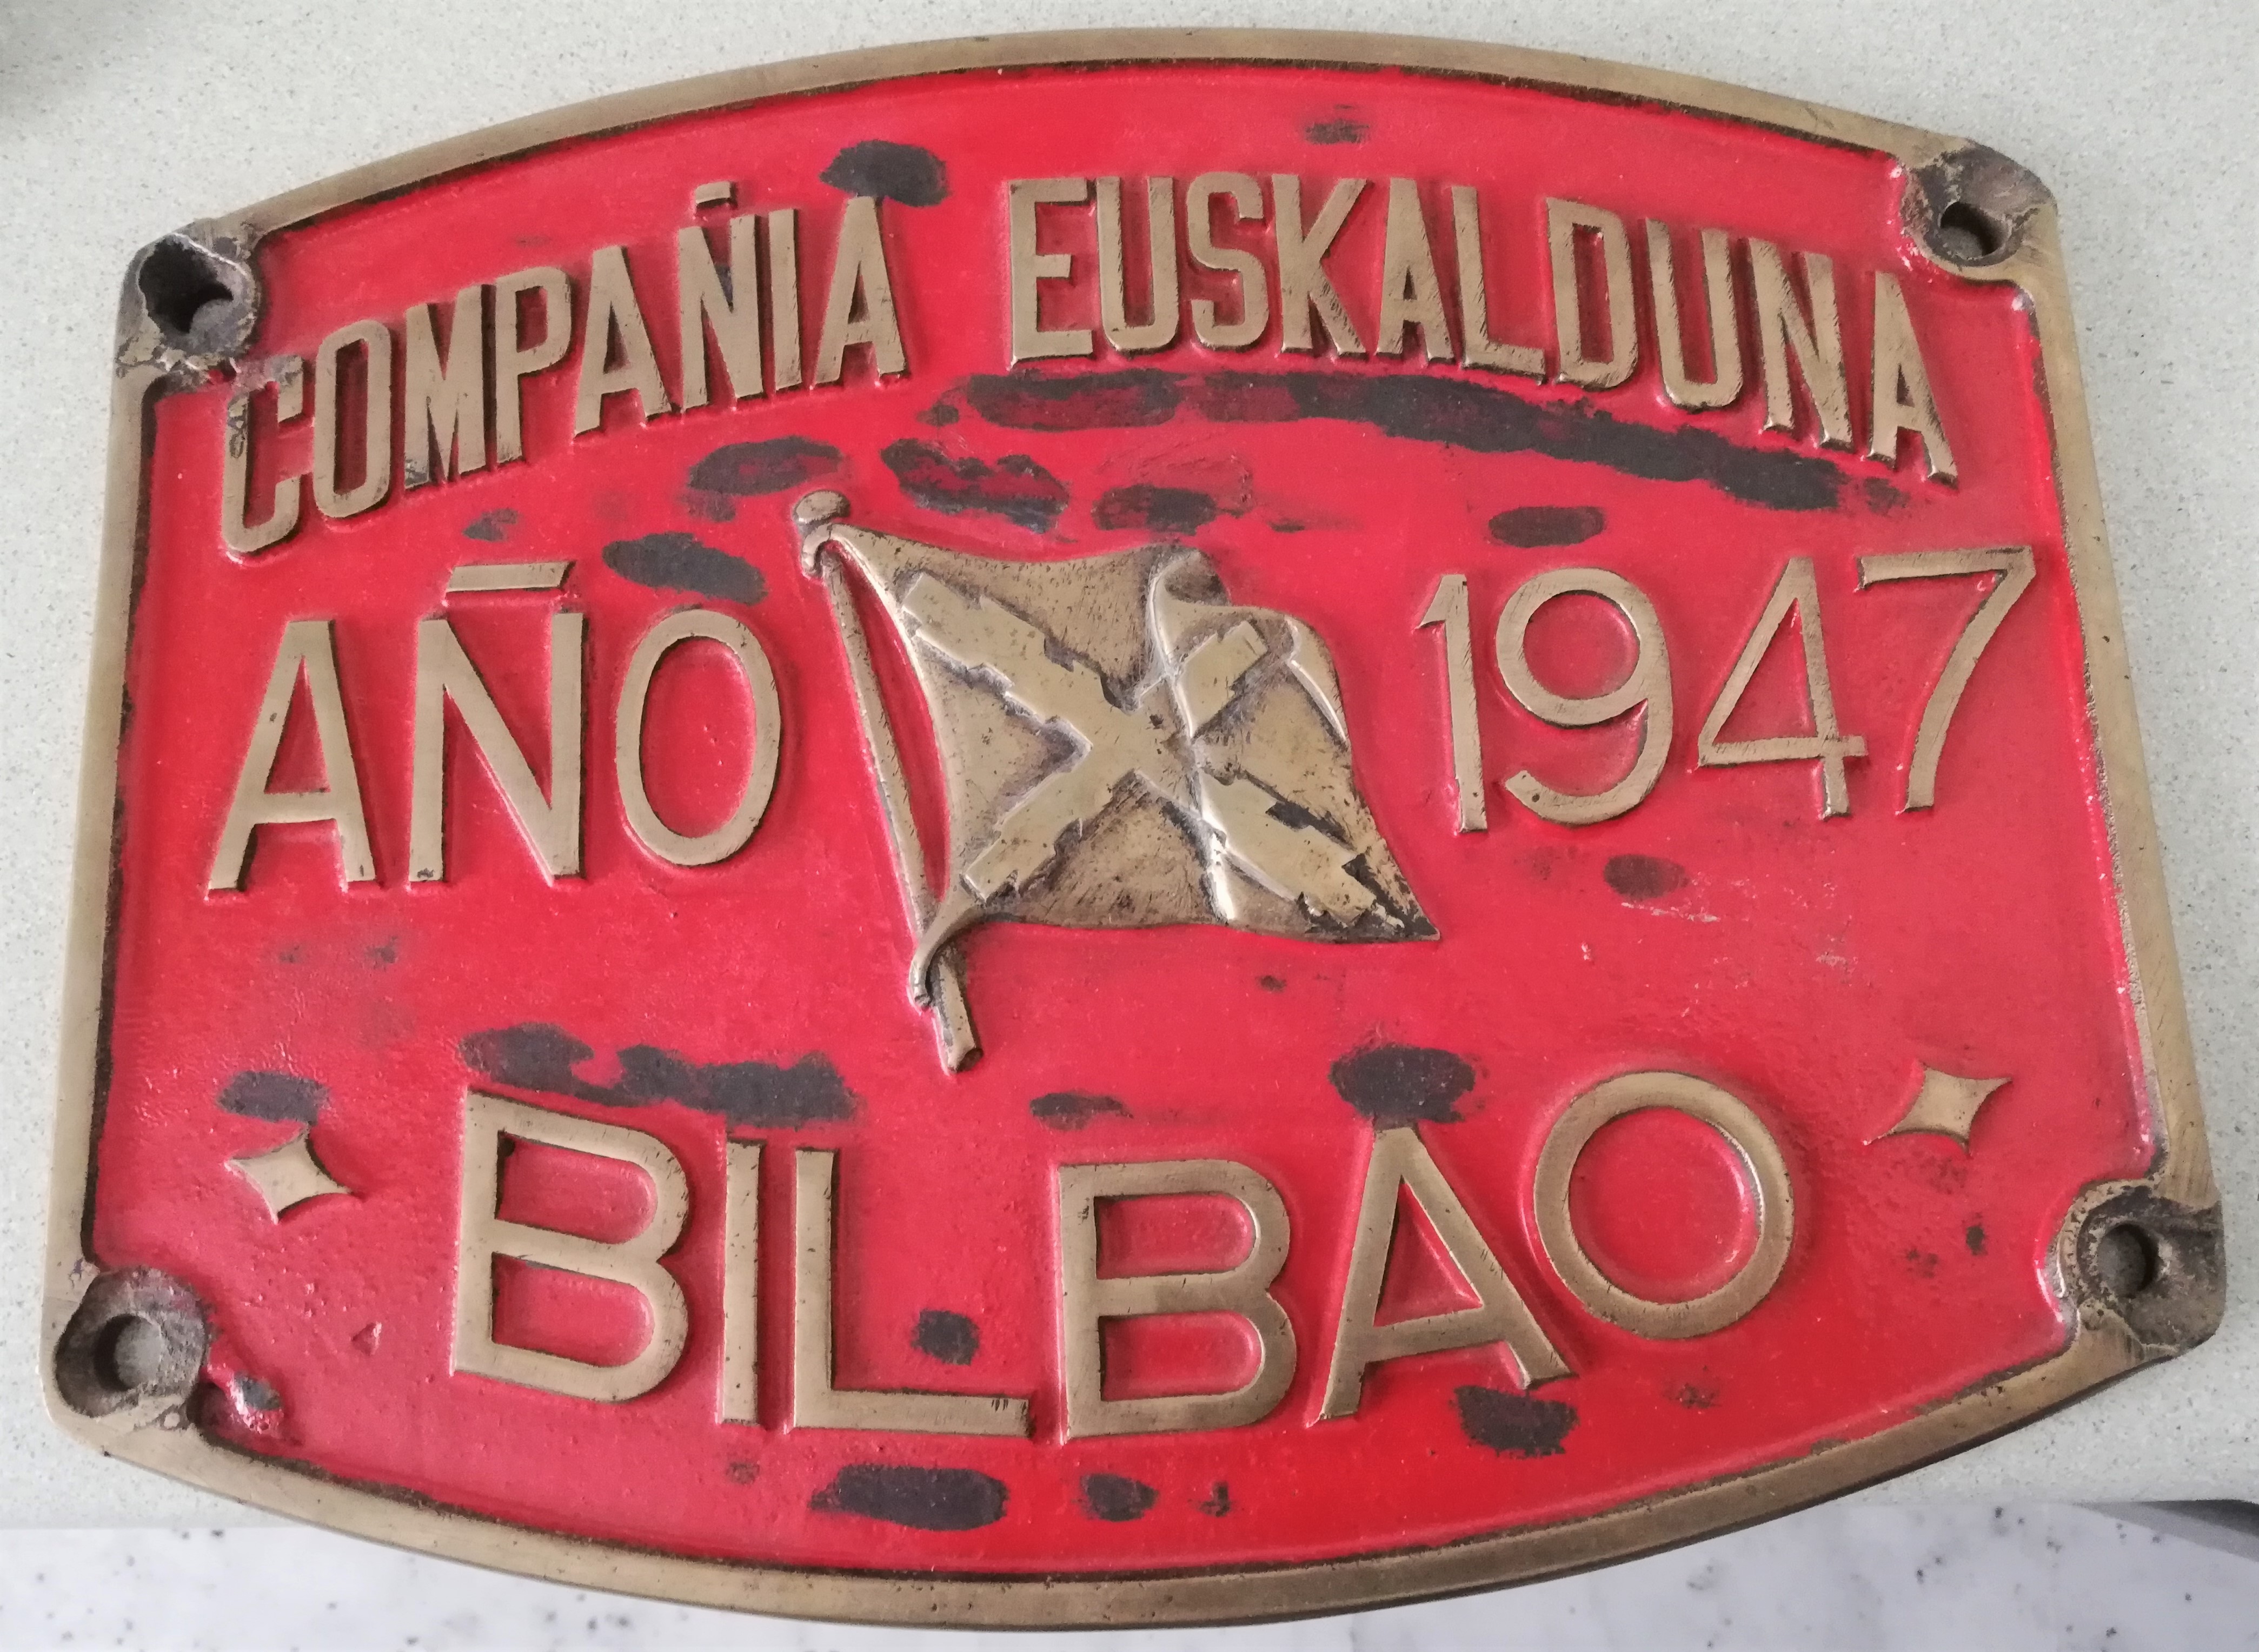 COMPAÑIA EUSKALDUNA
AÑO 1947
BILBAO